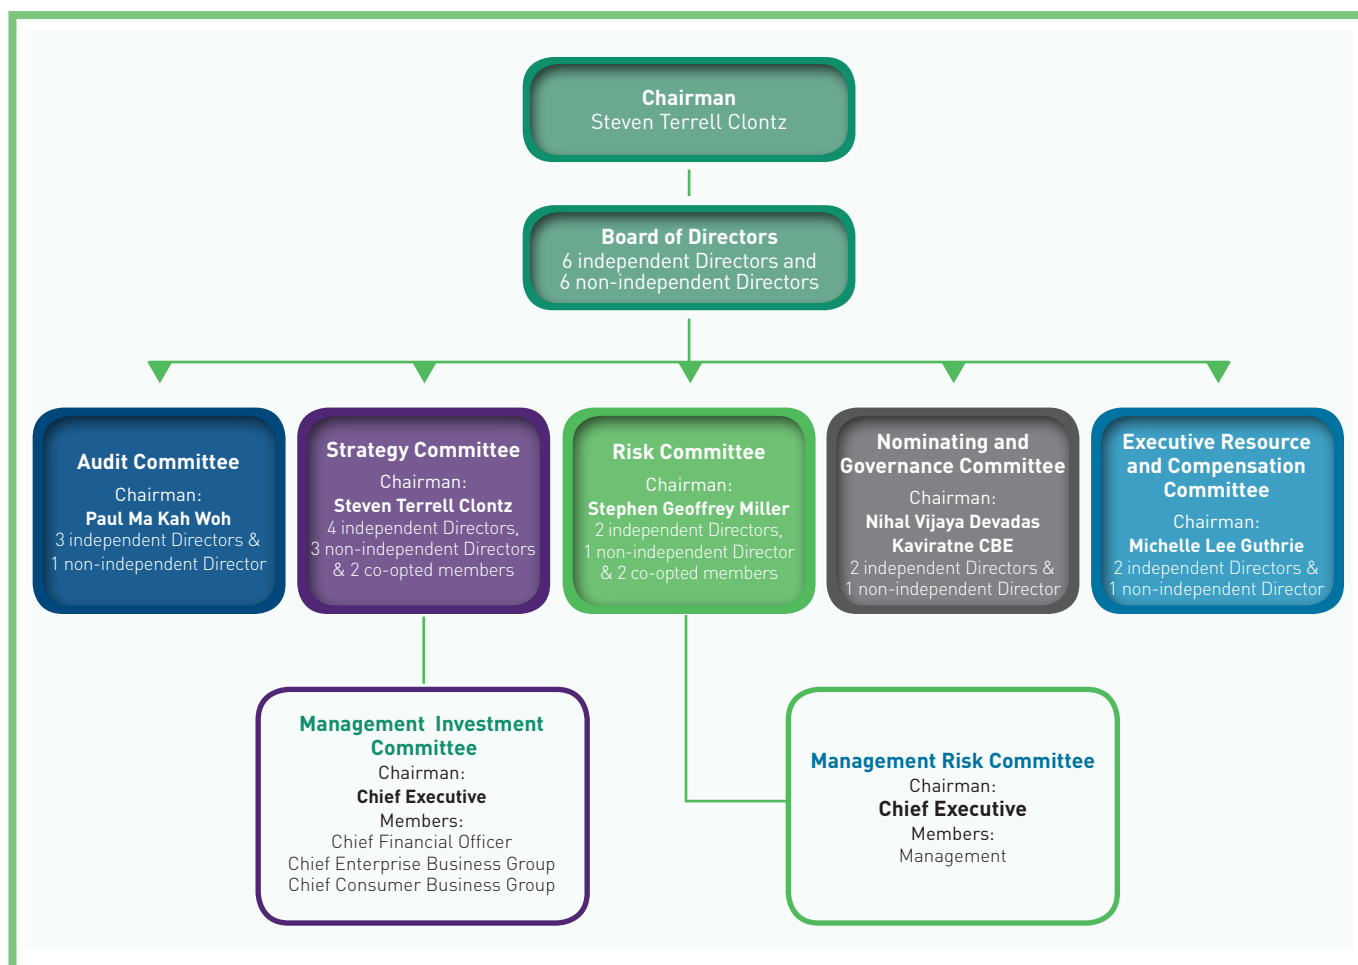 Chairman
Steven Terrell Clontz
Board of Directors
6 independent Directors and
6 non-independent Directors
Audit Committee
Chairman:
Paul Ma Kah Woh
3 independent Directors &
1 non-independent Director
Strategy Committee
Chairman:
Steven Terrell Clontz
4 independent Directors,
3 non-independent Directors
& 2 co-opted members
Risk Committee
Chairman:
Stephen Geoffrey Miller
2 independent Directors,
1 non-independent Director
& 2 co-opted members
Nominating and
Governance Committee
Chairman:
Nihal Vijaya Devadas
Kaviratne CBE
2 independent Directors &
1 non-independent Director
Executive Resource
and Compensation
Committee
Chairman:
Michelle Lee Guthrie
2 independent Directors &
1 non-independent Director
Management Investment
Committee
Chairman:
Chief Executive
Members:
Chief Financial Officer
Chief Enterprise Business Group
Chief Consumer Business Group
Management Risk Committee
Chairman:
Chief Executive
Members:
Management